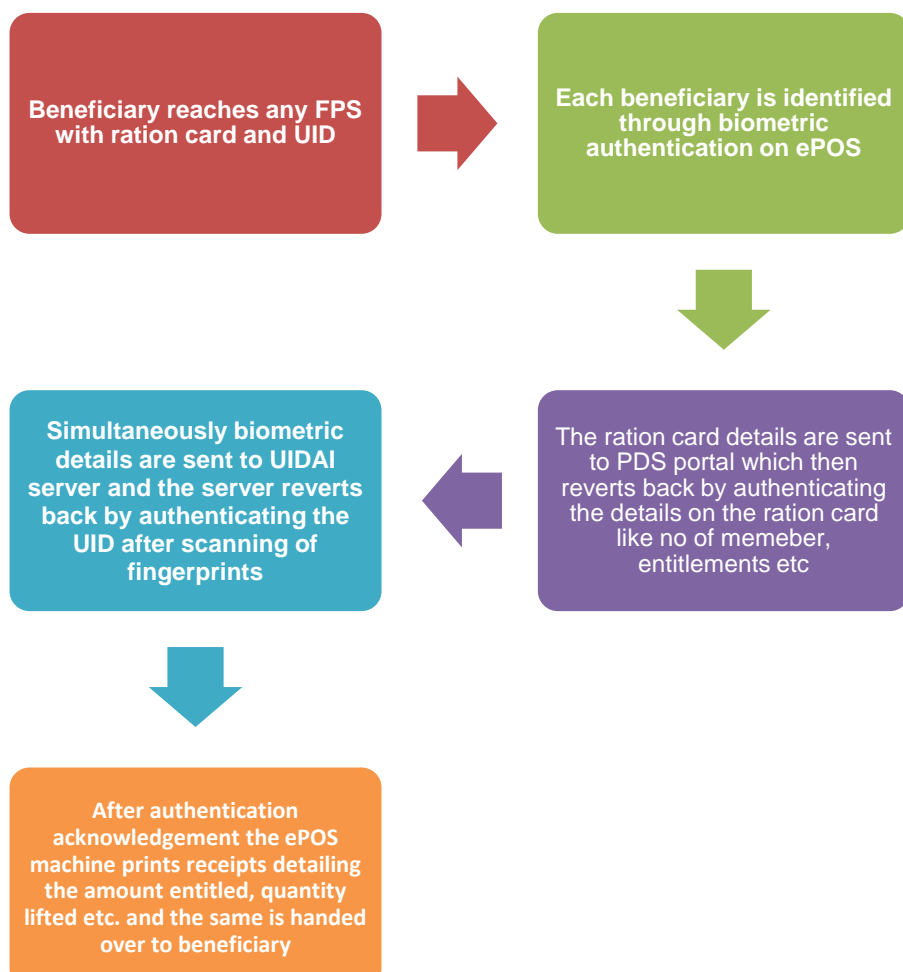 Beneficiary reaches any FPS
with ration card and UID
Each beneficiary is identified
through biometric
authentication on ePOS
The ration card details are sent
to PDS portal which then
reverts back by authenticating
the details on the ration card
like no of memeber,
entitlements etc
Simultaneously biometric
details are sent to UIDAI
server and the server reverts
back by authenticating the
UID after scanning of
fingerprints
After authentication
acknowledgement the ePOS
machine prints receipts detailing
the amount entitled, quantity
lifted etc. and the same is handed
over to beneficiary